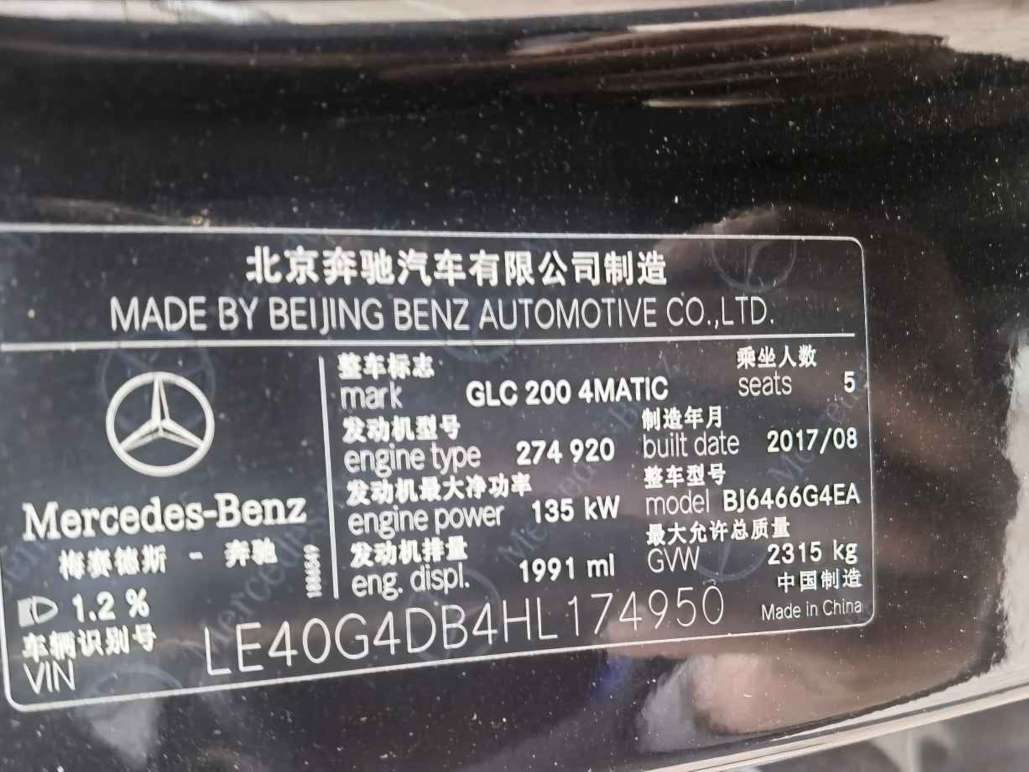 北京奔驰汽车有限公司制造
MADE BY BEIJING BENZ AUTOMOTIVE CO.,LTD.
Mercedes-Benz
梅赛德斯 - 奔驰
1.2 %
整车标志
mark GLC 200 4MATIC
乘坐人数
seats 5
发动机型号
engine type 274 920
制造年月
built date 2017/08
发动机最大净功率
engine power 135 kW
整车型号
model BJ6466G4EA
发动机排量
eng. displ. 1991 ml
最大允许总质量
GVW 2315 kg
中国制造
Made in China
车辆识别号
VIN LE40G4DB4HL174950